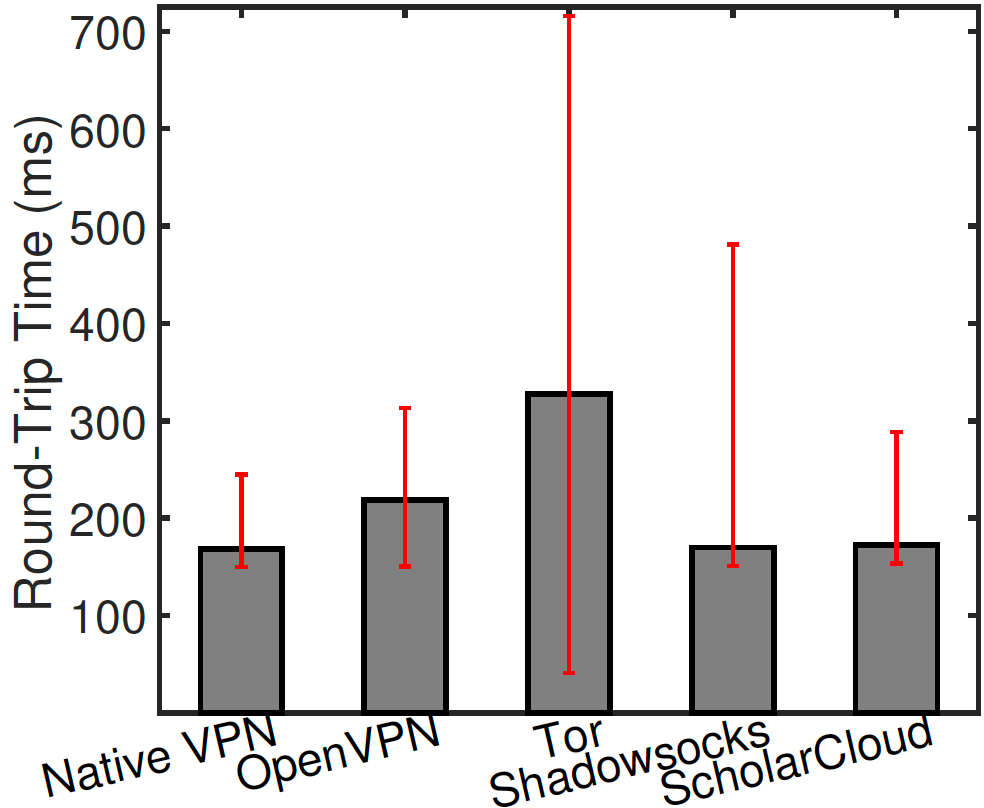 Round-Trip Time (ms)
700
600
500
400
300
200
100
Native VPN
OpenVPN
Tor
Shadowsocks
ScholarCloud